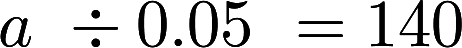 a ÷ 0.05 = 140